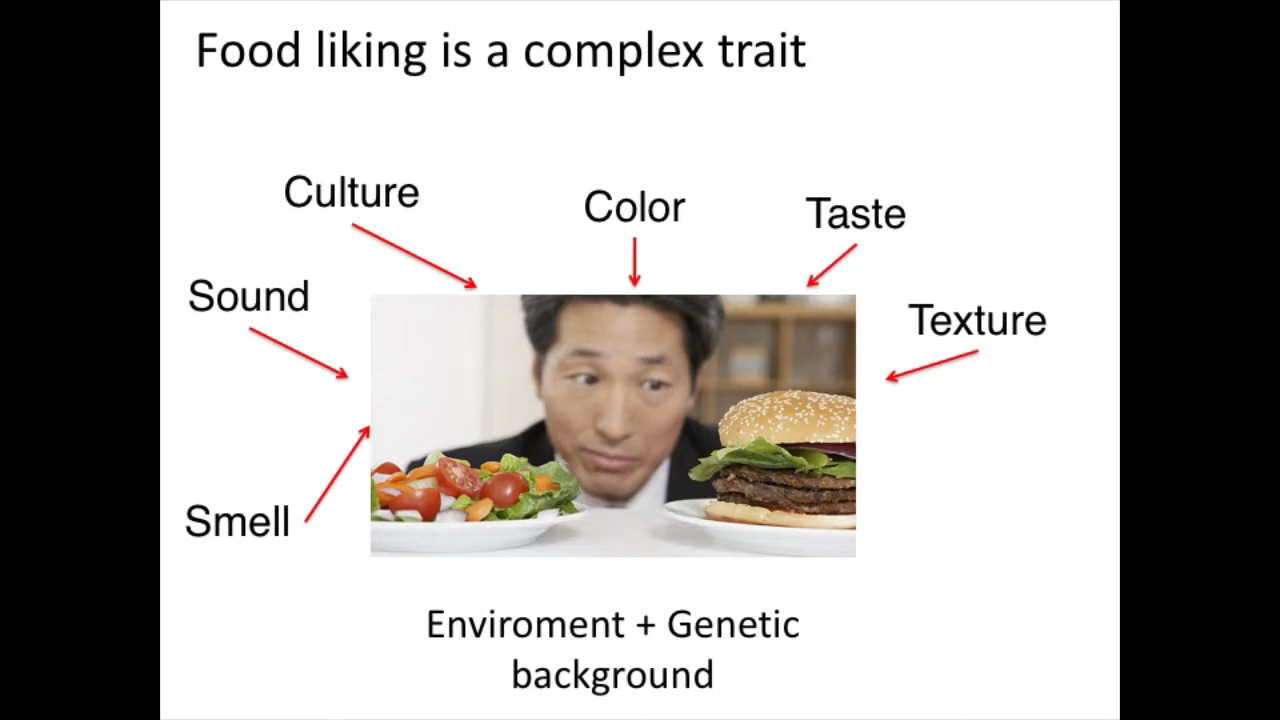 Food liking is a complex trait
Culture
Color
Taste
Sound
Texture
Smell
Enviroment + Genetic
background